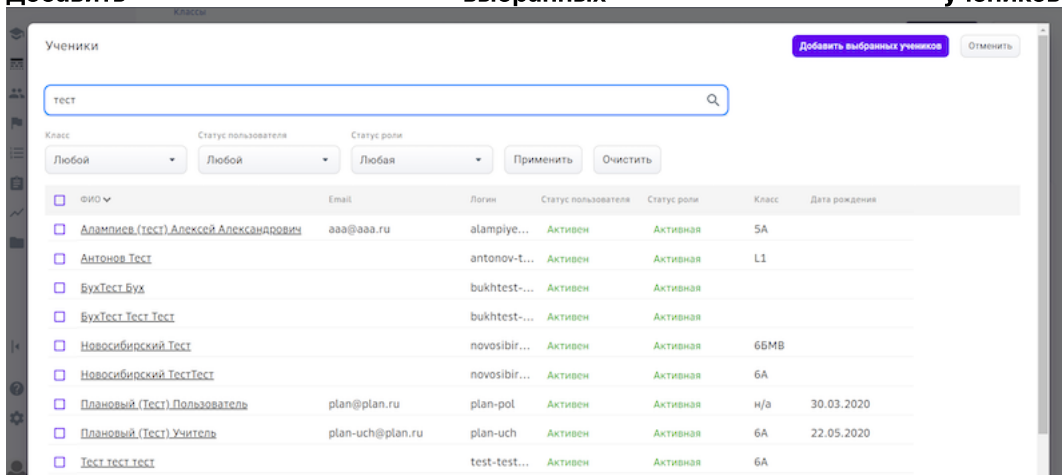 Добавить выбранных учеников
Классы
Ученики
Добавить выбранных учеников
Отменить
тест
Класс Статус пользователя Статус роли
Любой Любой Любая Применить Очистить
ФИО Email Логин Статус пользователя Статус роли Класс Дата рождения
Алампиев (тест) Алексей Александрович aaa@aaa.ru alampiye... Активен Активная 5А
Антонов Тест antonov-t... Активен Активная L1
БухТест Бух bukhtest-... Активен Активная
БухТест Тест Тест bukhtest-... Активен Активная
Новосибирский Тест novosibir... Активен Активная 6БМВ
Новосибирский ТестТест novosibir... Активен Активная 6А
Плановый (Тест) Пользователь plan@plan.ru plan-pol Активен Активная н/а 30.03.2020
Плановый (Тест) Учитель plan-uch@plan.ru plan-uch Активен Активная 6А 22.05.2020
Тест тест тест test-test... Активен Активная 6А